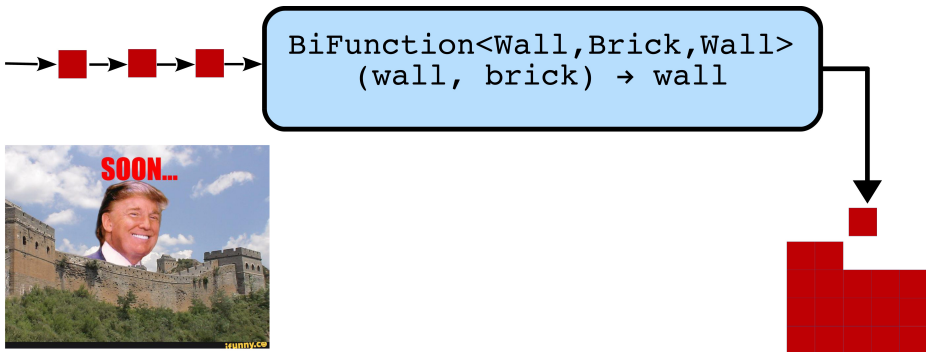 BiFunction<Wall,Brick,Wall>
(wall, brick) → wall
SOON...
ifunny.co